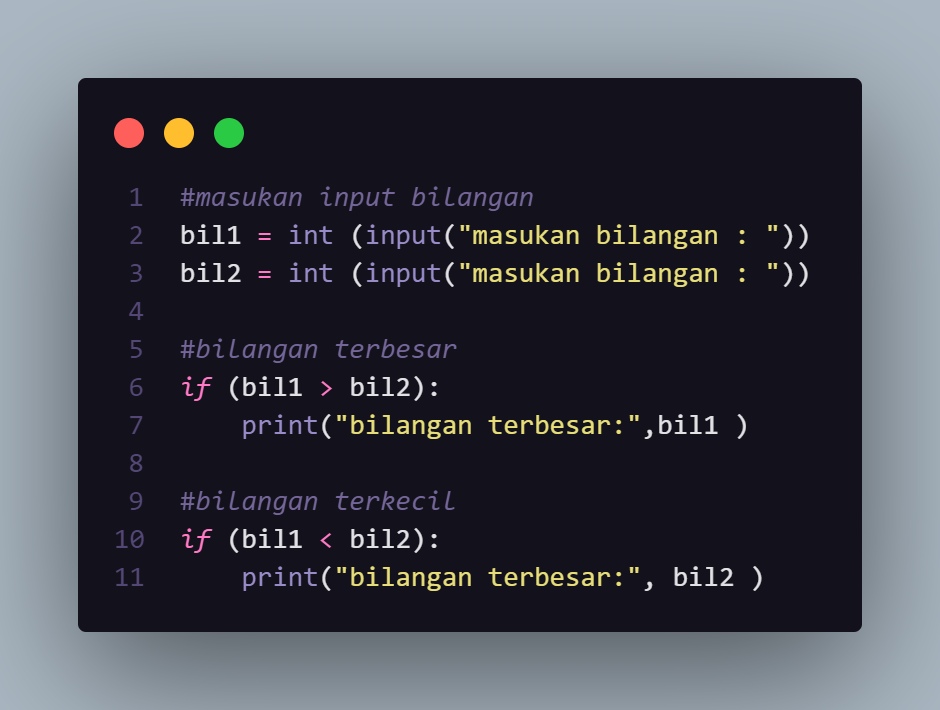 1 #masukan input bilangan
2 bil1 = int (input("masukan bilangan : "))
3 bil2 = int (input("masukan bilangan : "))
4
5 #bilangan terbesar
6 if (bil1 > bil2):
7     print("bilangan terbesar:",bil1 )
8
9 #bilangan terkecil
10 if (bil1 < bil2):
11     print("bilangan terbesar:", bil2 )